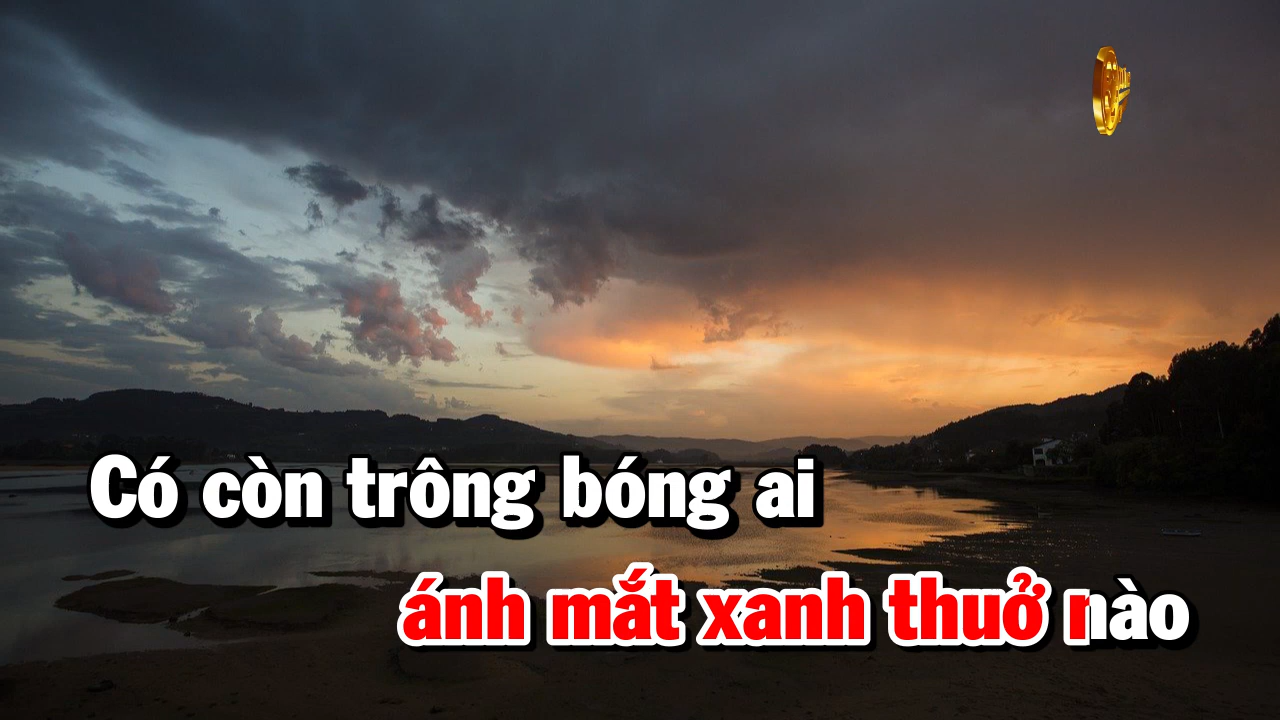 Có còn trông bóng ai
ánh mắt xanh thuở nào